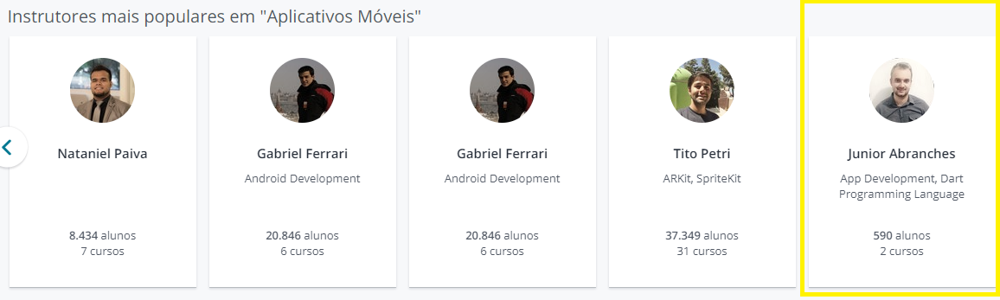 Instrutores mais populares em "Aplicativos Móveis"
Nataniel Paiva
8.434 alunos
7 cursos
Gabriel Ferrari
Android Development
20.846 alunos
6 cursos
Gabriel Ferrari
Android Development
20.846 alunos
6 cursos
Tito Petri
ARKit, SpriteKit
37.349 alunos
31 cursos
Junior Abranches
App Development, Dart
Programming Language
590 alunos
2 cursos